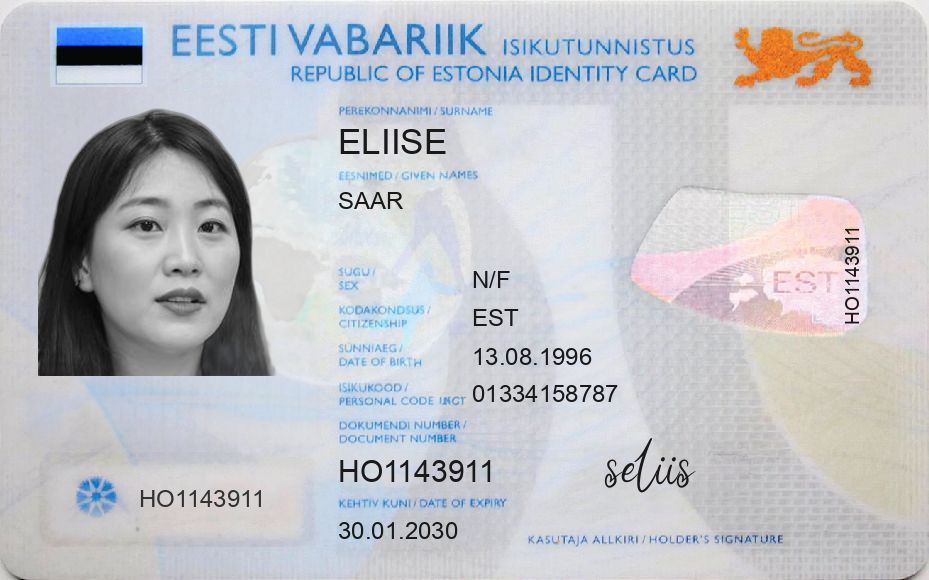 EESTI VABARIIK ISIKUTUNNISTUS
REPUBLIC OF ESTONIA IDENTITY CARD
PEREKONNANIMI / SURNAME
ELIISE
EESNIMED / GIVEN NAMES
SAAR
SUGU /
SEX
N/F
KODAKONDSUS /
CITIZENSHIP
EST
SÜNNIAEG /
DATE OF BIRTH
13.08.1996
ISIKUKOOD /
PERSONAL CODE
01334158787
DOKUMENDI NUMBER /
DOCUMENT NUMBER
HO1143911
KEHTIV KUNI / DATE OF EXPIRY
30.01.2030
HO1143911
EST
HO1143911
seliis
KASUTAJA ALLKIRI / HOLDER'S SIGNATURE